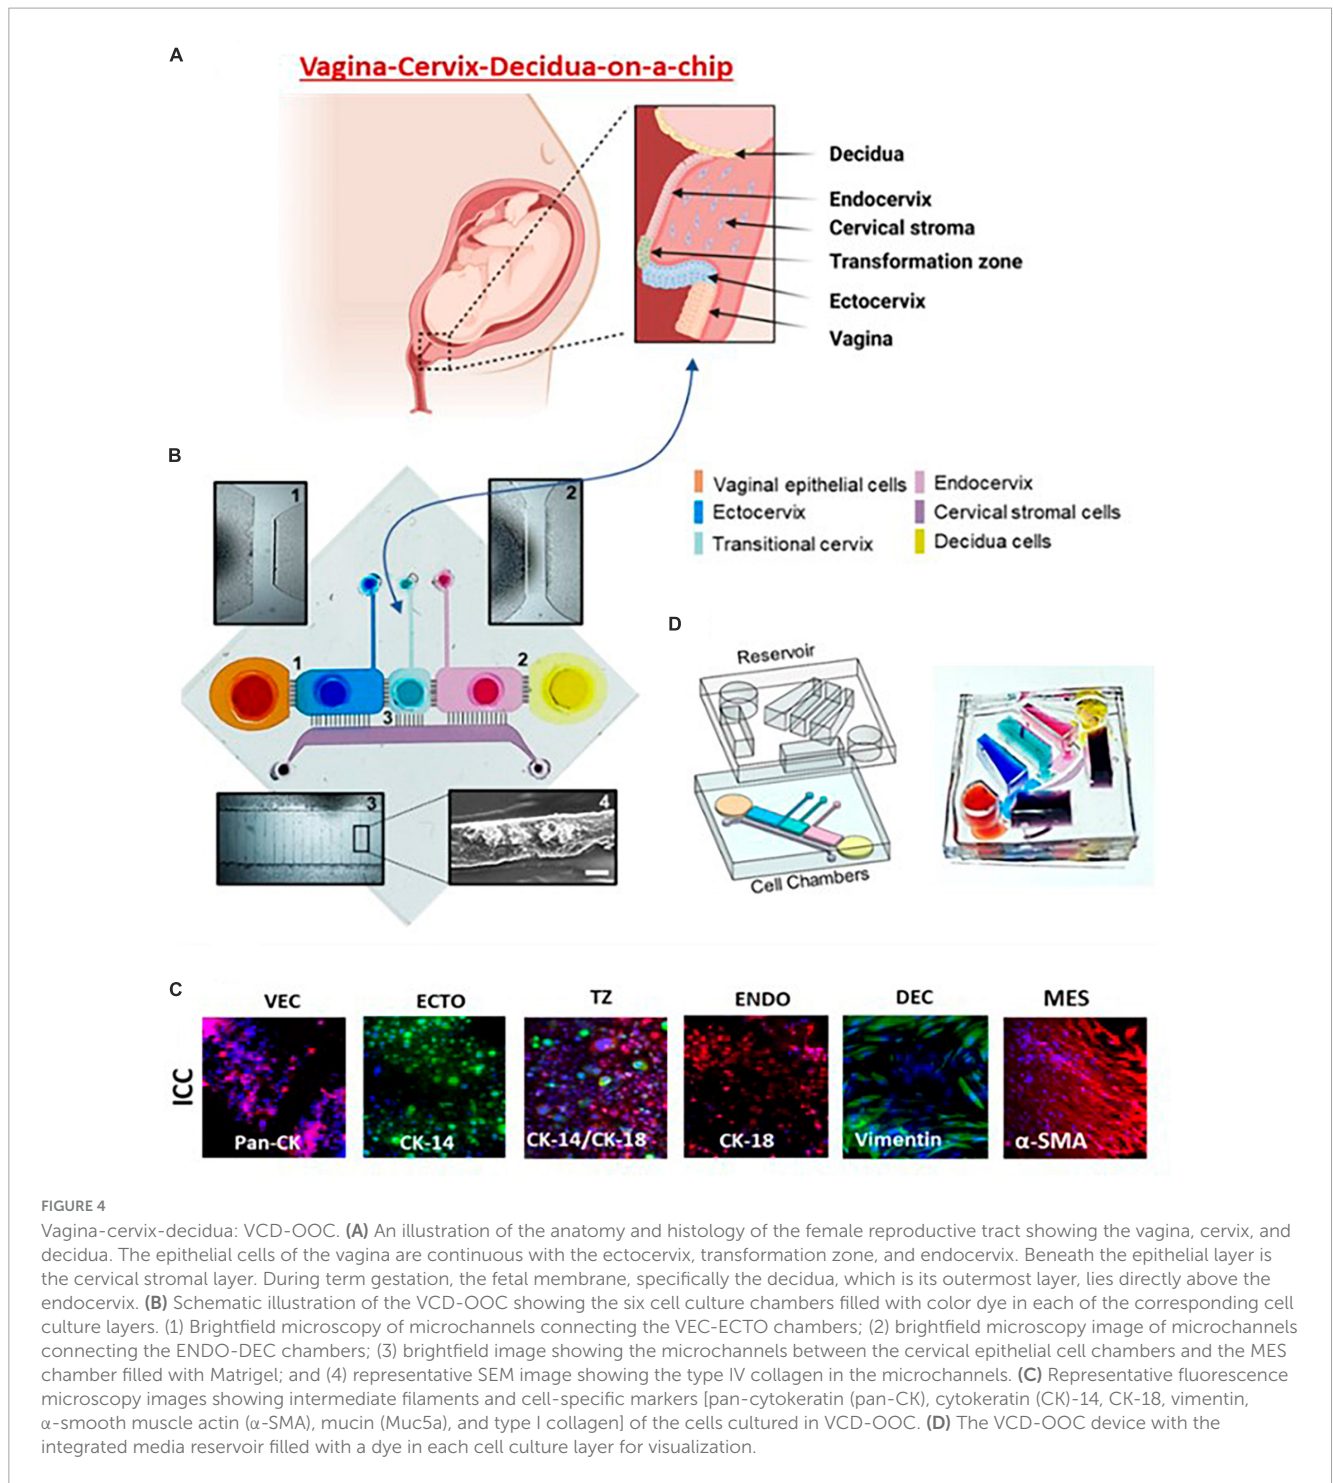 A
Vagina-Cervix-Decidua-on-a-chip
Decidua
Endocervix
Cervical stroma
Transformation zone
Ectocervix
Vagina
B
1
2
Vaginal epithelial cells
Ectocervix
Transitional cervix
Endocervix
Cervical stromal cells
Decidua cells
1
2
3
3
4
D
Reservoir
Cell Chambers
C
VEC
ECTO
TZ
ENDO
DEC
MES
ICC
Pan-CK
CK-14
CK-14/CK-18
CK-18
Vimentin
α-SMA
FIGURE 4
Vagina-cervix-decidua: VCD-OOC. (A) An illustration of the anatomy and histology of the female reproductive tract showing the vagina, cervix, and
decidua. The epithelial cells of the vagina are continuous with the ectocervix, transformation zone, and endocervix. Beneath the epithelial layer is
the cervical stromal layer. During term gestation, the fetal membrane, specifically the decidua, which is its outermost layer, lies directly above the
endocervix. (B) Schematic illustration of the VCD-OOC showing the six cell culture chambers filled with color dye in each of the corresponding cell
culture layers. (1) Brightfield microscopy of microchannels connecting the VEC-ECTO chambers; (2) brightfield microscopy image of microchannels
connecting the ENDO-DEC chambers; (3) brightfield image showing the microchannels between the cervical epithelial cell chambers and the MES
chamber filled with Matrigel; and (4) representative SEM image showing the type IV collagen in the microchannels. (C) Representative fluorescence
microscopy images showing intermediate filaments and cell-specific markers [pan-cytokeratin (pan-CK), cytokeratin (CK)-14, CK-18, vimentin,
α-smooth muscle actin (α-SMA), mucin (Muc5a), and type I collagen] of the cells cultured in VCD-OOC. (D) The VCD-OOC device with the
integrated media reservoir filled with a dye in each cell culture layer for visualization.